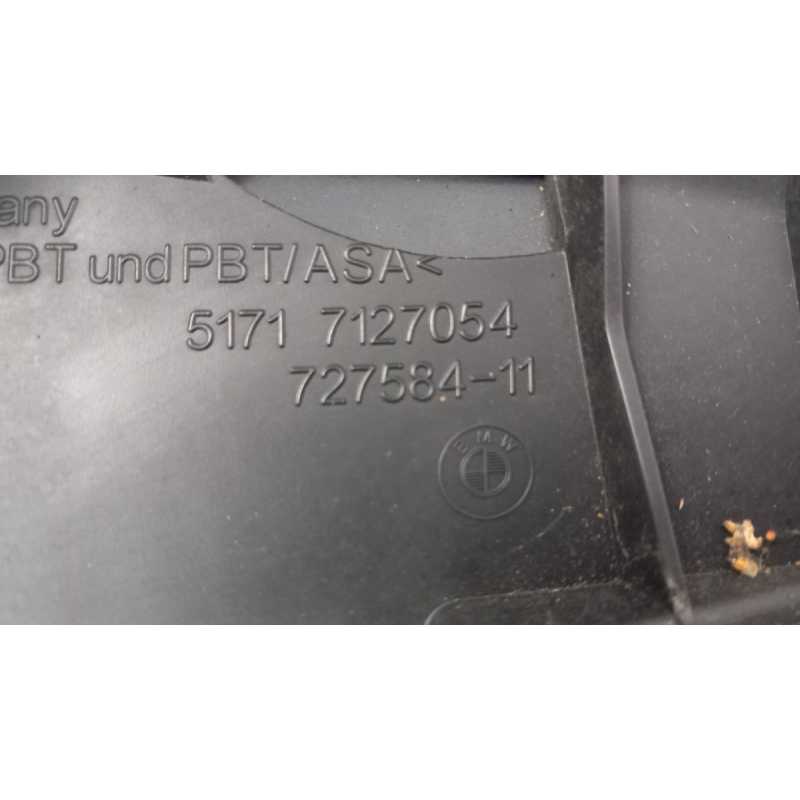 any
PBT und PBT/ASA<
5171 7127054
727584-11
BMW